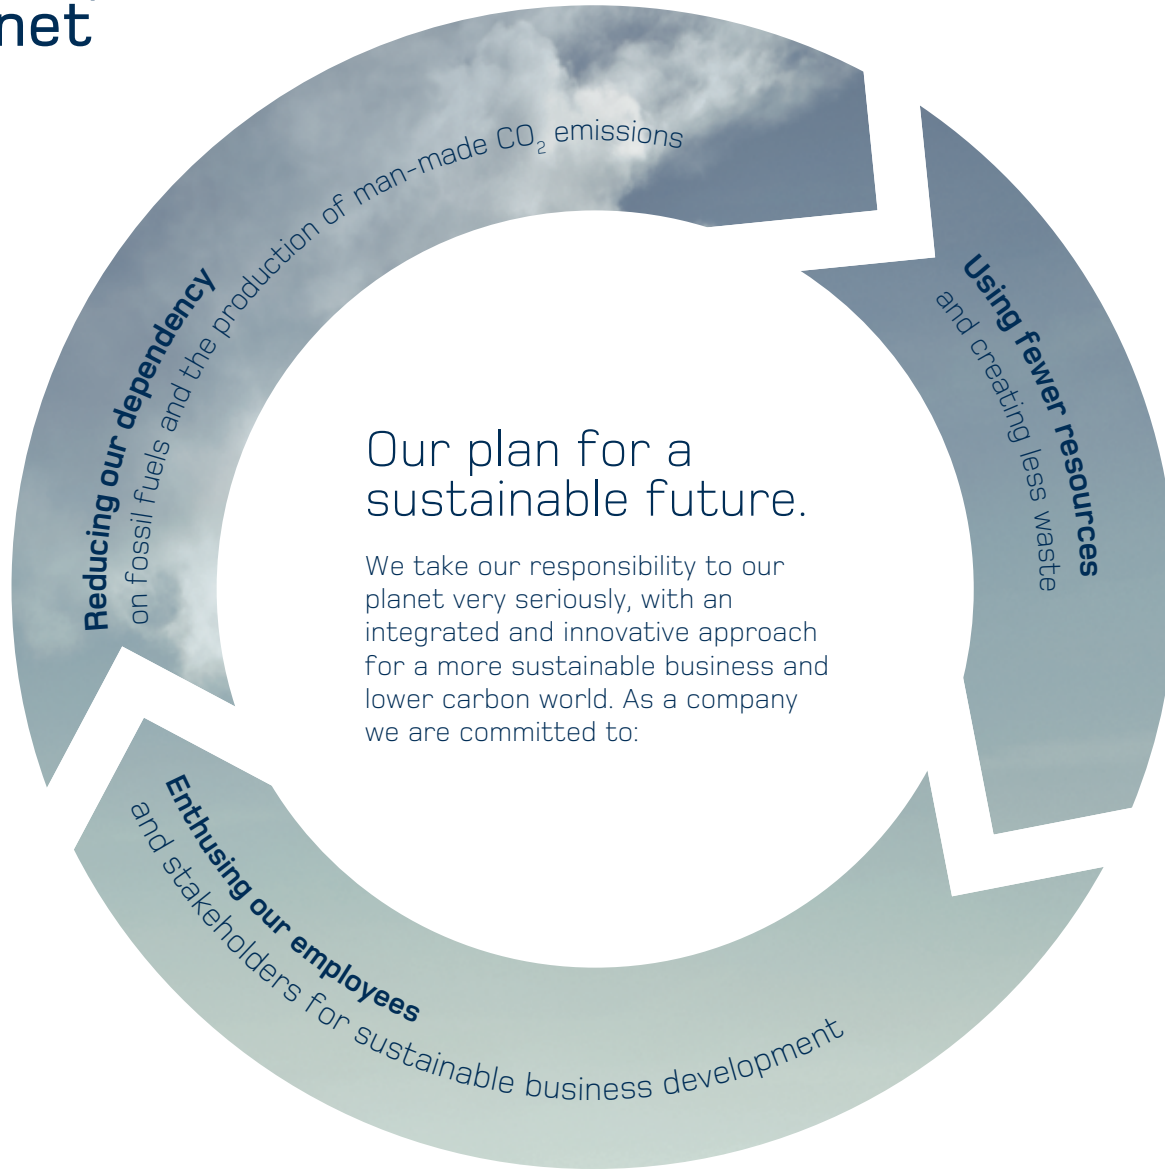 Our plan for a
sustainable future.
We take our responsibility to our
planet very seriously, with an
integrated and innovative approach
for a more sustainable business and
lower carbon world. As a company
we are committed to:
Reducing our dependency
on fossil fuels and the production of man-made CO₂ emissions
Using fewer resources
and creating less waste
Enthusing our employees
and stakeholders for sustainable business development